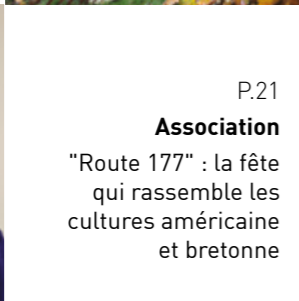 P.21
Association
"Route 177" : la fête
qui rassemble les
cultures américaine
et bretonne